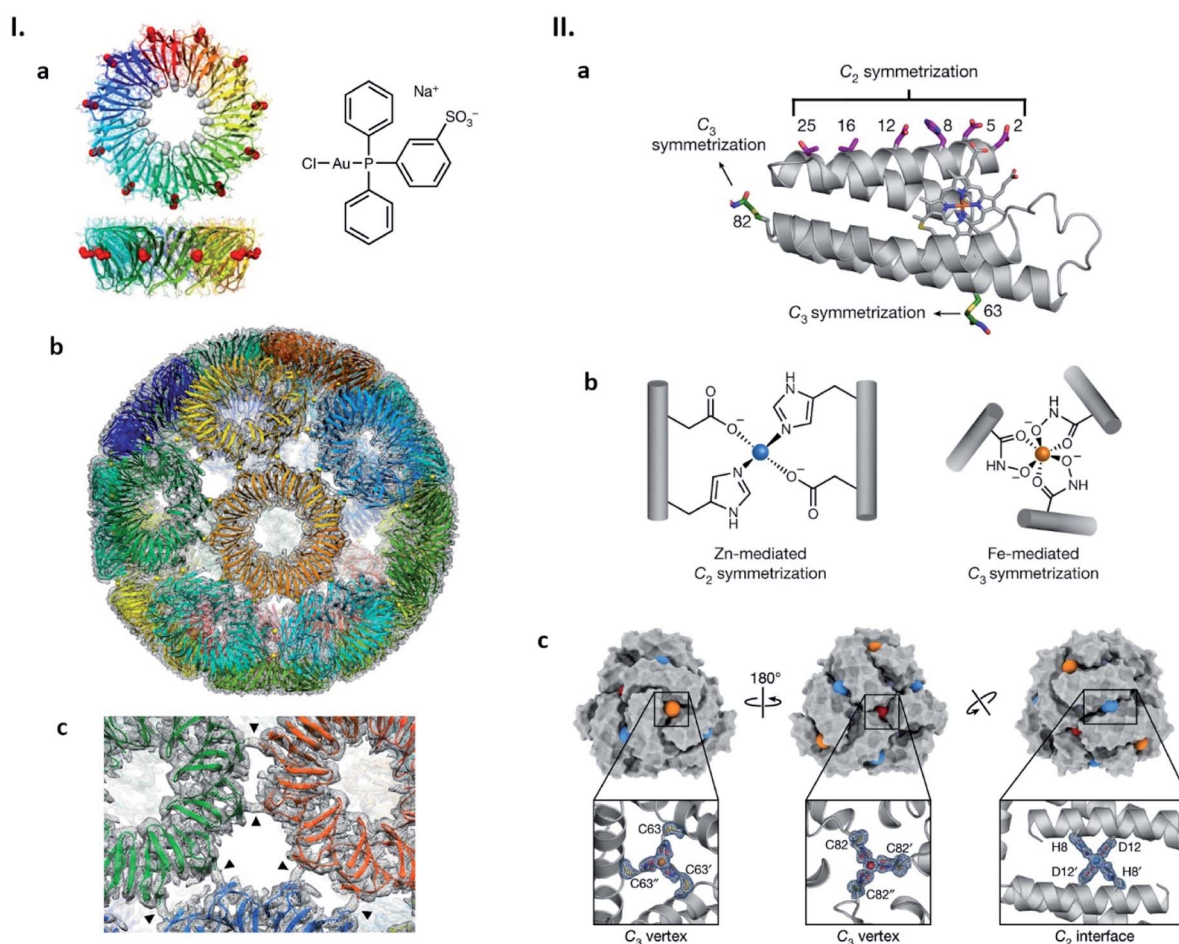 I.
a
Na⁺
SO₃⁻
Cl
Au
P
b
c
II.
a
C₂ symmetrization
25 16 12 8 5 2
C₃
symmetrization
82
63
C₃ symmetrization
b
H
N
O
O⁻
N
N
O⁻
O
N
H
Zn-mediated
C₂ symmetrization
H
N
O
O⁻
HN
O
O⁻
O
O⁻
NH
Fe-mediated
C₃ symmetrization
c
180°
C63
C63′
C63″
C₃ vertex
C82
C82′
C82″
C₃ vertex
H8
D12
D12′
H8′
C₂ interface